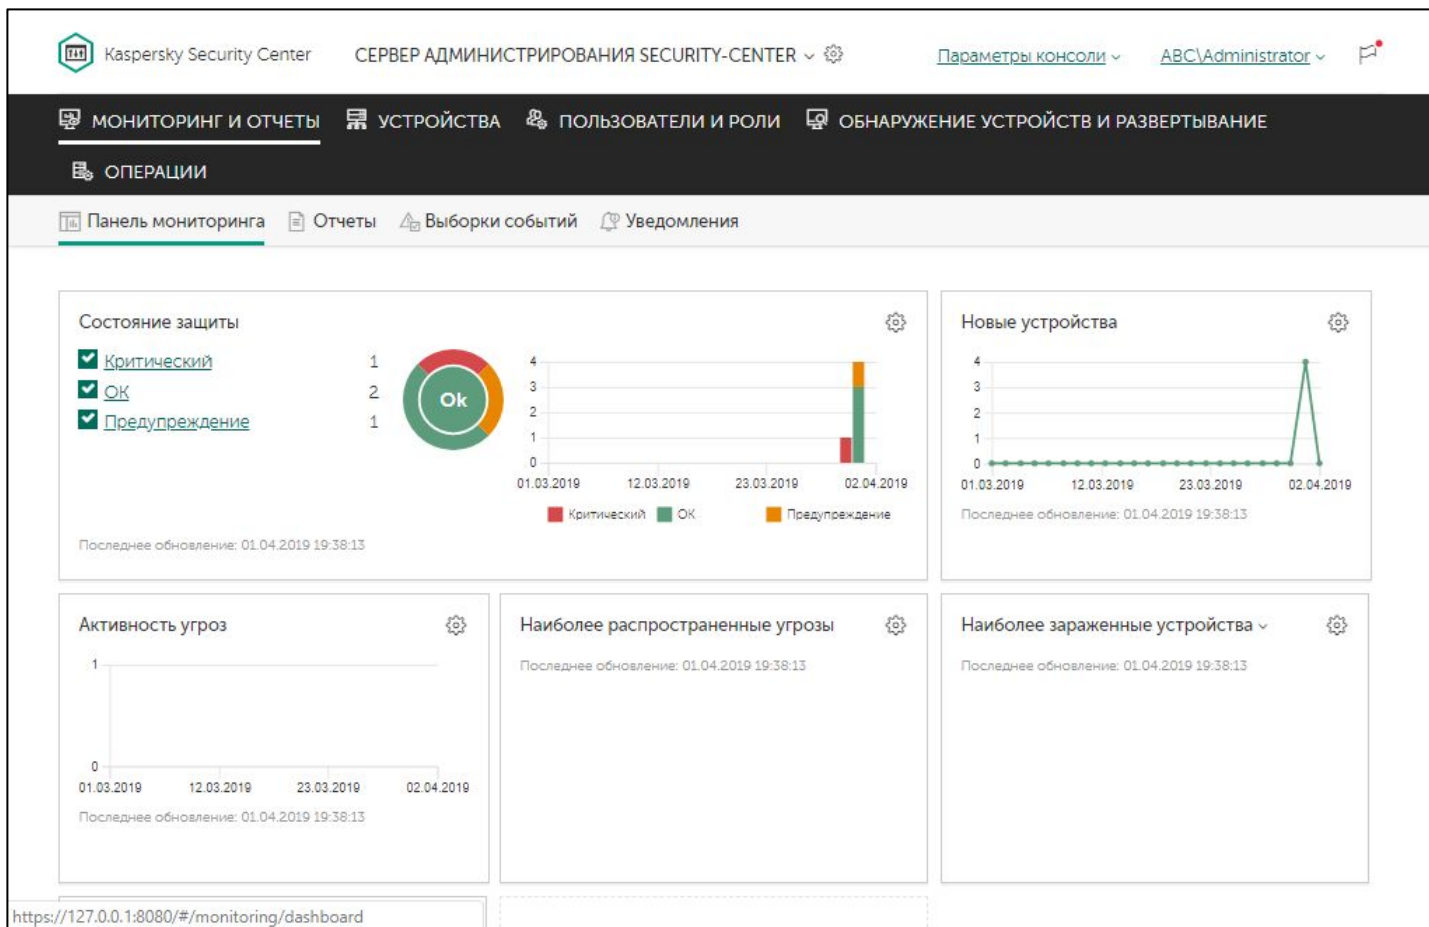 Kaspersky Security Center СЕРВЕР АДМИНИСТРИРОВАНИЯ SECURITY-CENTER Параметры консоли ABC\Administrator
МОНИТОРИНГ И ОТЧЕТЫ УСТРОЙСТВА ПОЛЬЗОВАТЕЛИ И РОЛИ ОБНАРУЖЕНИЕ УСТРОЙСТВ И РАЗВЕРТЫВАНИЕ
ОПЕРАЦИИ
Панель мониторинга Отчеты Выборки событий Уведомления
Состояние защиты
Критический 1
ОК 2
Предупреждение 1
Ok
4
3
2
1
0
01.03.2019 12.03.2019 23.03.2019 02.04.2019
Критический ОК Предупреждение
Последнее обновление: 01.04.2019 19:38:13
Новые устройства
4
3
2
1
0
01.03.2019 12.03.2019 23.03.2019 02.04.2019
Последнее обновление: 01.04.2019 19:38:13
Активность угроз
1
0
01.03.2019 12.03.2019 23.03.2019 02.04.2019
Последнее обновление: 01.04.2019 19:38:13
Наиболее распространенные угрозы
Последнее обновление: 01.04.2019 19:38:13
Наиболее зараженные устройства
Последнее обновление: 01.04.2019 19:38:13
https://127.0.0.1:8080/#/monitoring/dashboard